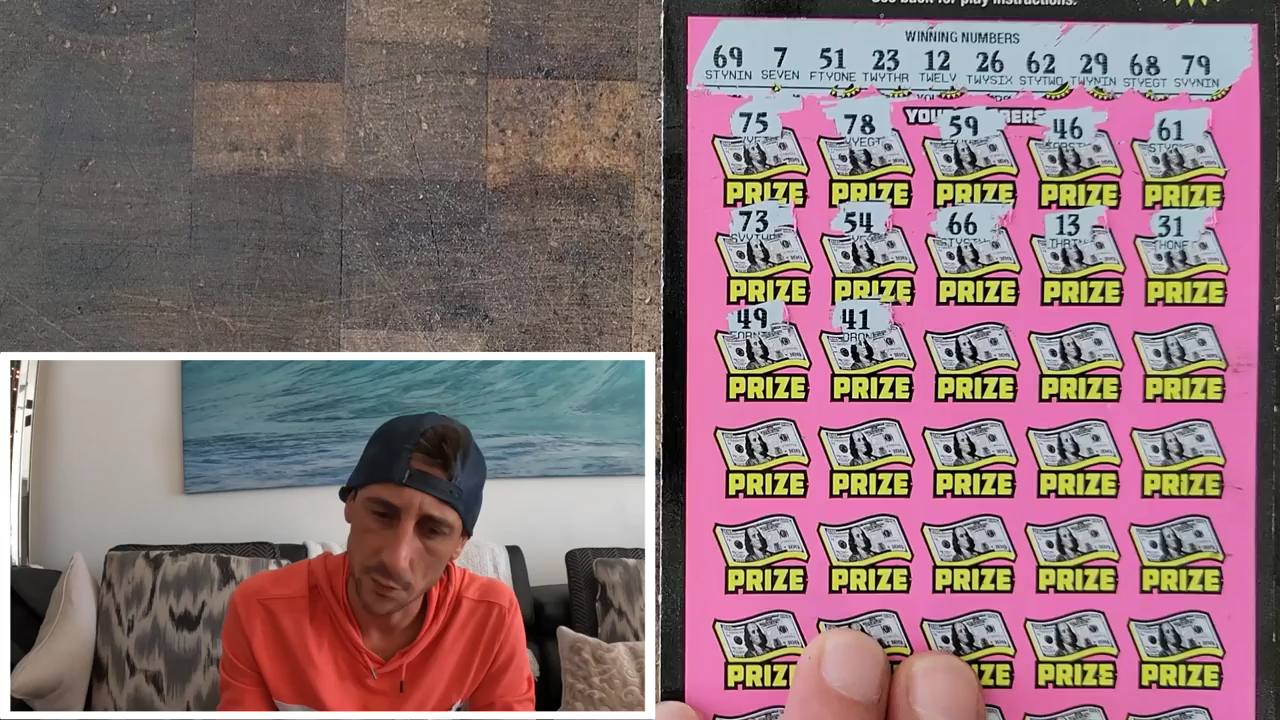 See back for play instructions.
WINNING NUMBERS
69 7 51 23 12 26 62 29 68 79
STYNIN SEVEN FTYONE TWYTHR TWELV TWYSIX STYTWO TWYNIN STYEGT SVYNIN
75 78 59 46 61
PRIZE PRIZE PRIZE PRIZE PRIZE
73 54 66 13 31
PRIZE PRIZE PRIZE PRIZE PRIZE
49 41
PRIZE PRIZE PRIZE PRIZE PRIZE
PRIZE PRIZE PRIZE PRIZE PRIZE
PRIZE PRIZE PRIZE PRIZE PRIZE
PRIZE PRIZE PRIZE PRIZE